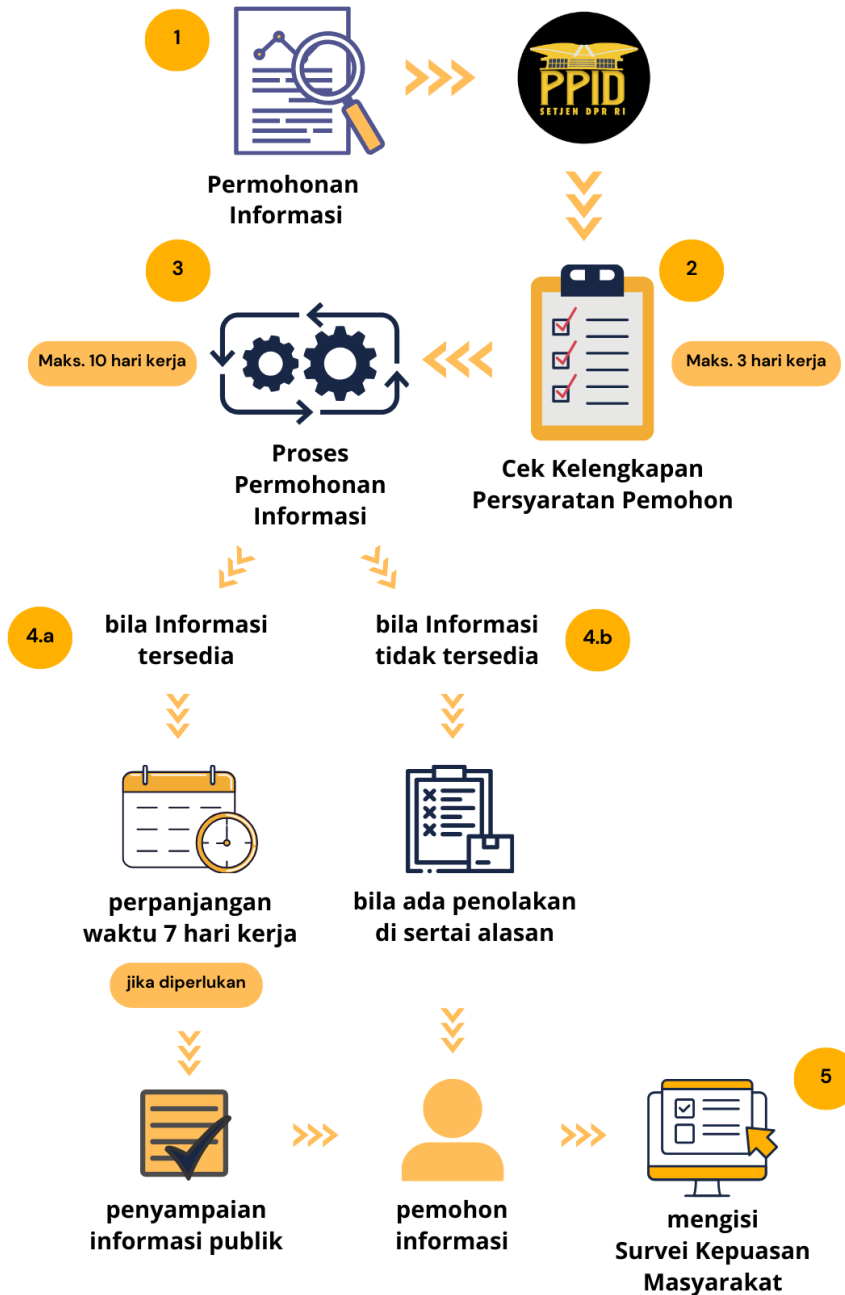 1
PPID
SETJEN DPR RI
Permohonan
Informasi
3
2
Maks. 10 hari kerja
Maks. 3 hari kerja
Proses
Permohonan
Informasi
Cek Kelengkapan
Persyaratan Pemohon
4.a
bila Informasi
tersedia
bila Informasi
tidak tersedia
4.b
perpanjangan
waktu 7 hari kerja
jika diperlukan
bila ada penolakan
di sertai alasan
5
penyampaian
informasi publik
pemohon
informasi
mengisi
Survei Kepuasan
Masyarakat